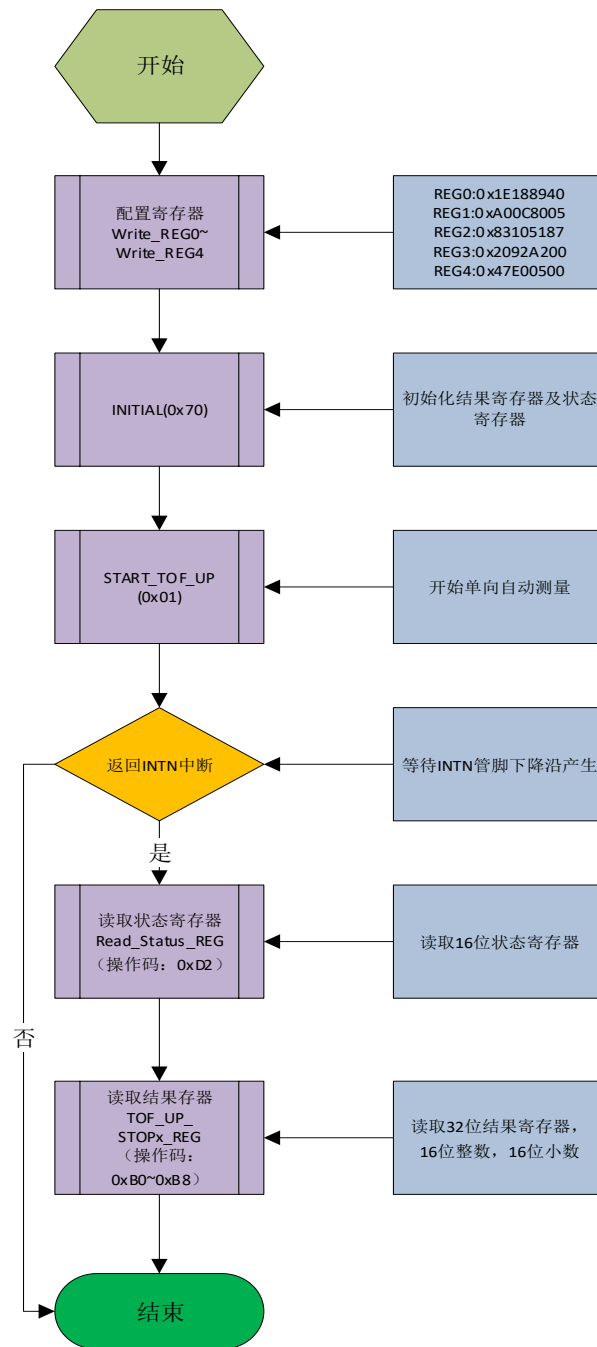 开始
配置寄存器
Write_REG0~
Write_REG4
REG0:0x1E188940
REG1:0xA00C8005
REG2:0x83105187
REG3:0x2092A200
REG4:0x47E00500
INITIAL(0x70)
初始化结果寄存器及状态
寄存器
START_TOF_UP
(0x01)
开始单向自动测量
返回INTN中断
等待INTN管脚下降沿产生
是
读取状态寄存器
Read_Status_REG
（操作码：0xD2）
读取16位状态寄存器
否
读取结果存器
TOF_UP_
STOPx_REG
（操作码：
0xB0~0xB8）
读取32位结果寄存器，
16位整数，16位小数
结束